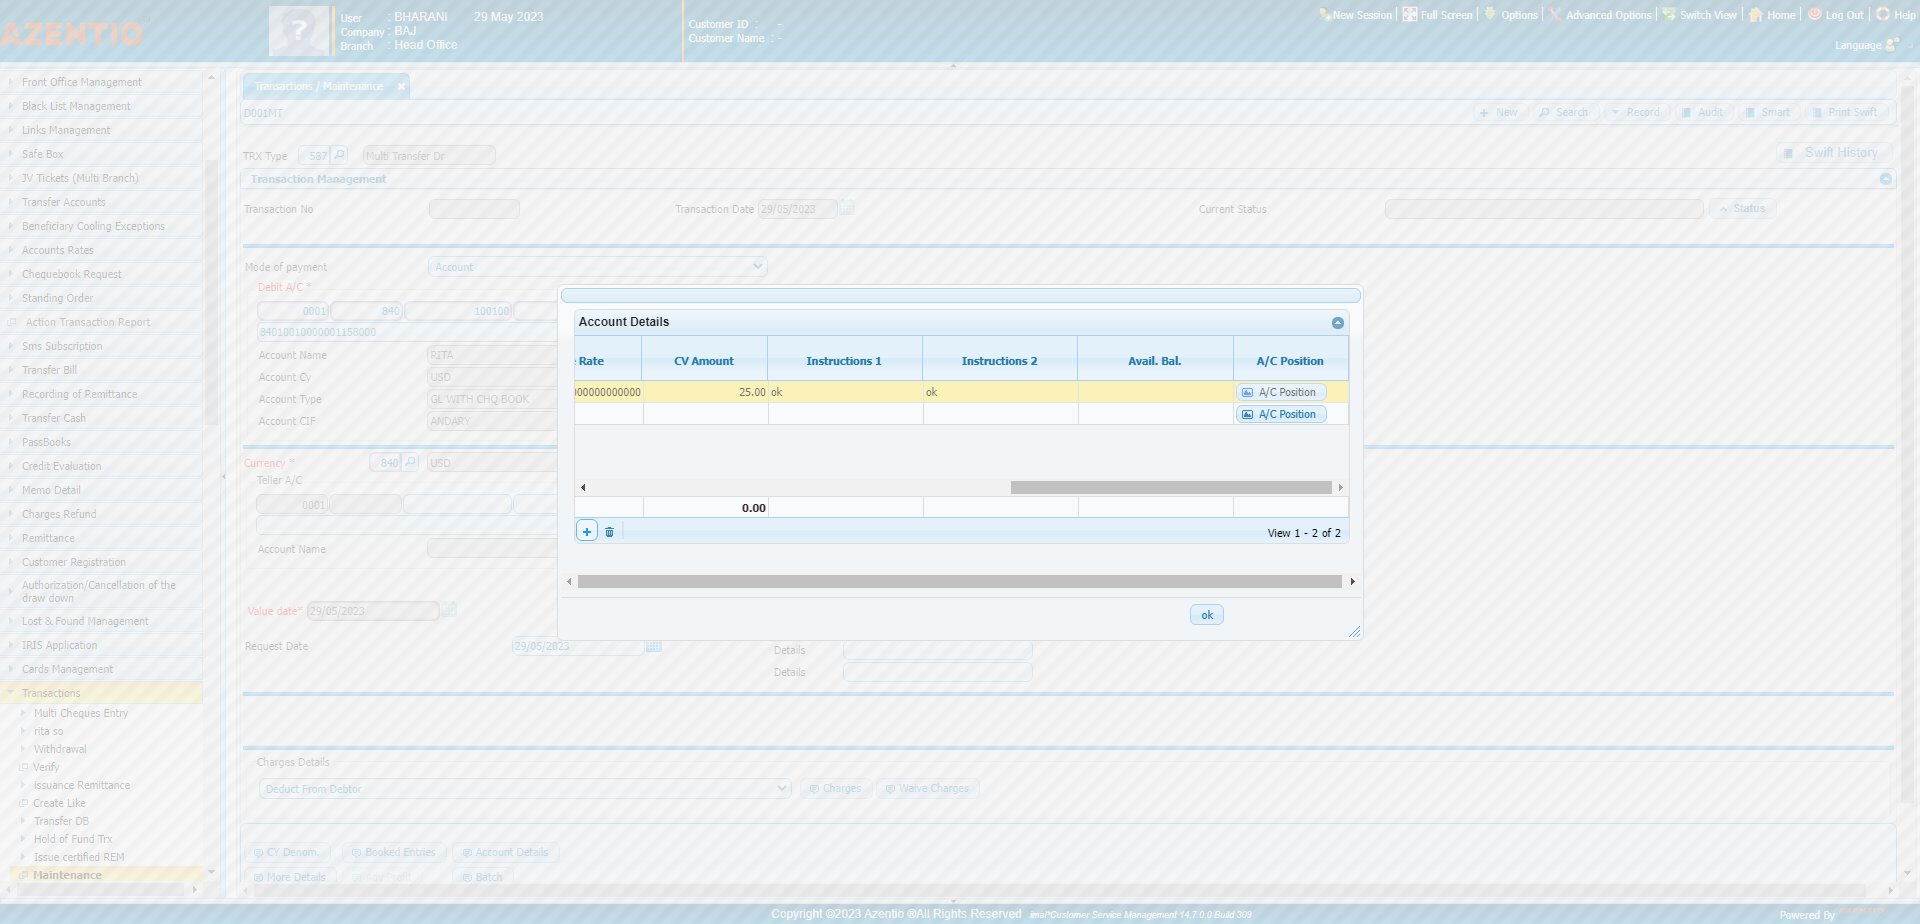 AZENTIO
User : BHARANI 29 May 2023
Company : BAJ
Branch : Head Office
Customer ID : -
Customer Name : -
New Session Full Screen Options Advanced Options Switch View Home Log Out Help
Language
Front Office Management
Black List Management
Links Management
Safe Box
JV Tickets (Multi Branch)
Transfer Accounts
Beneficiary Cooling Exceptions
Accounts Rates
Chequebook Request
Standing Order
Action Transaction Report
Sms Subscription
Transfer Bill
Recording of Remittance
Transfer Cash
PassBooks
Credit Evaluation
Memo Detail
Charges Refund
Remittance
Customer Registration
Authorization/Cancellation of the
draw down
Lost & Found Management
IRIS Application
Cards Management
Transactions
Multi Cheques Entry
rita so
Withdrawal
Verify
issuance Remittance
Create Like
Transfer DB
Hold of Fund Trx
Issue certified REM
Maintenance
Transactions / Maintenance
D001MT
New Search Record Audit Smart Print Swift
TRX Type 587 Multi Transfer Dr
Swift History
Transaction Management
Transaction No
Transaction Date 29/05/2023
Current Status
Status
Mode of payment Account
Debit A/C *
0001 840 100100
84010010000001158000
Account Name RITA
Account Cy USD
Account Type GL WITH CHQ BOOK
Account CIF ANDARY
Currency * 840 USD
Teller A/C
0001
Account Name
Value date* 29/05/2023
Request Date 29/05/2023
Details
Details
Account Details
Rate CV Amount Instructions 1 Instructions 2 Avail. Bal. A/C Position
000000000000 25.00 ok ok A/C Position
A/C Position
0.00
View 1 - 2 of 2
ok
Charges Details
Deduct From Debtor Charges Waive Charges
CY Denom. Booked Entries Account Details
More Details Adv Profit Batch
Copyright ©2023 Azentio ®All Rights Reserved imal*Customer Service Management 14.7.0.0 Build 309
Powered By